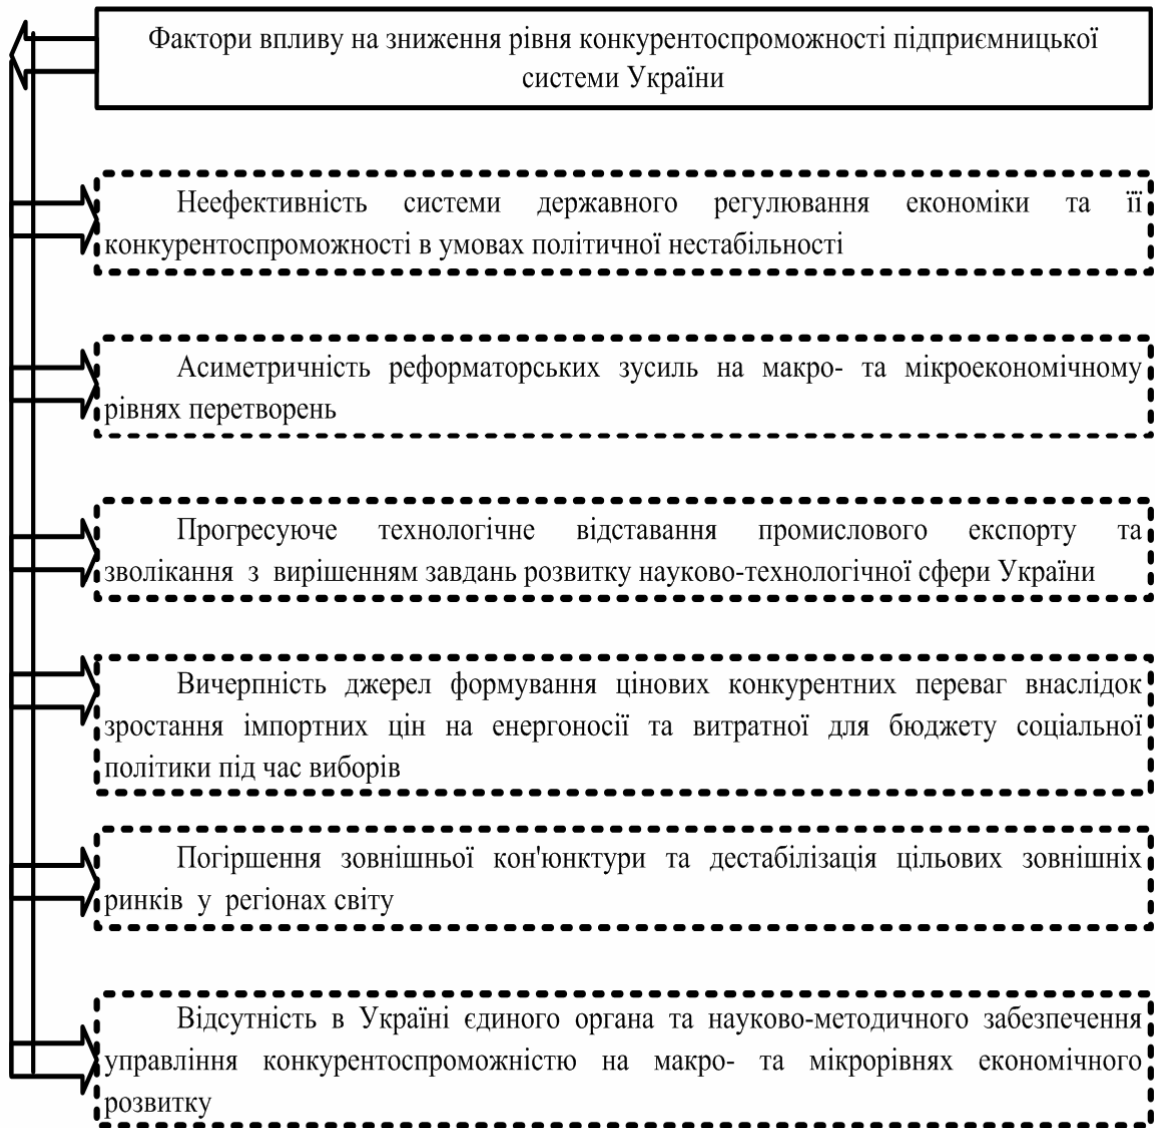 Фактори впливу на зниження рівня конкурентоспроможності підприємницької
системи України
Неефективність системи державного регулювання економіки та її
конкурентоспроможності в умовах політичної нестабільності
Асиметричність реформаторських зусиль на макро- та мікроекономічному
рівнях перетворень
Прогресуюче технологічне відставання промислового експорту та
зволікання з вирішенням завдань розвитку науково-технологічної сфери України
Вичерпність джерел формування цінових конкурентних переваг внаслідок
зростання імпортних цін на енергоносії та витратної для бюджету соціальної
політики під час виборів
Погіршення зовнішньої кон'юнктури та дестабілізація цільових зовнішніх
ринків у регіонах світу
Відсутність в Україні єдиного органа та науково-методичного забезпечення
управління конкурентоспроможністю на макро- та мікрорівнях економічного
розвитку